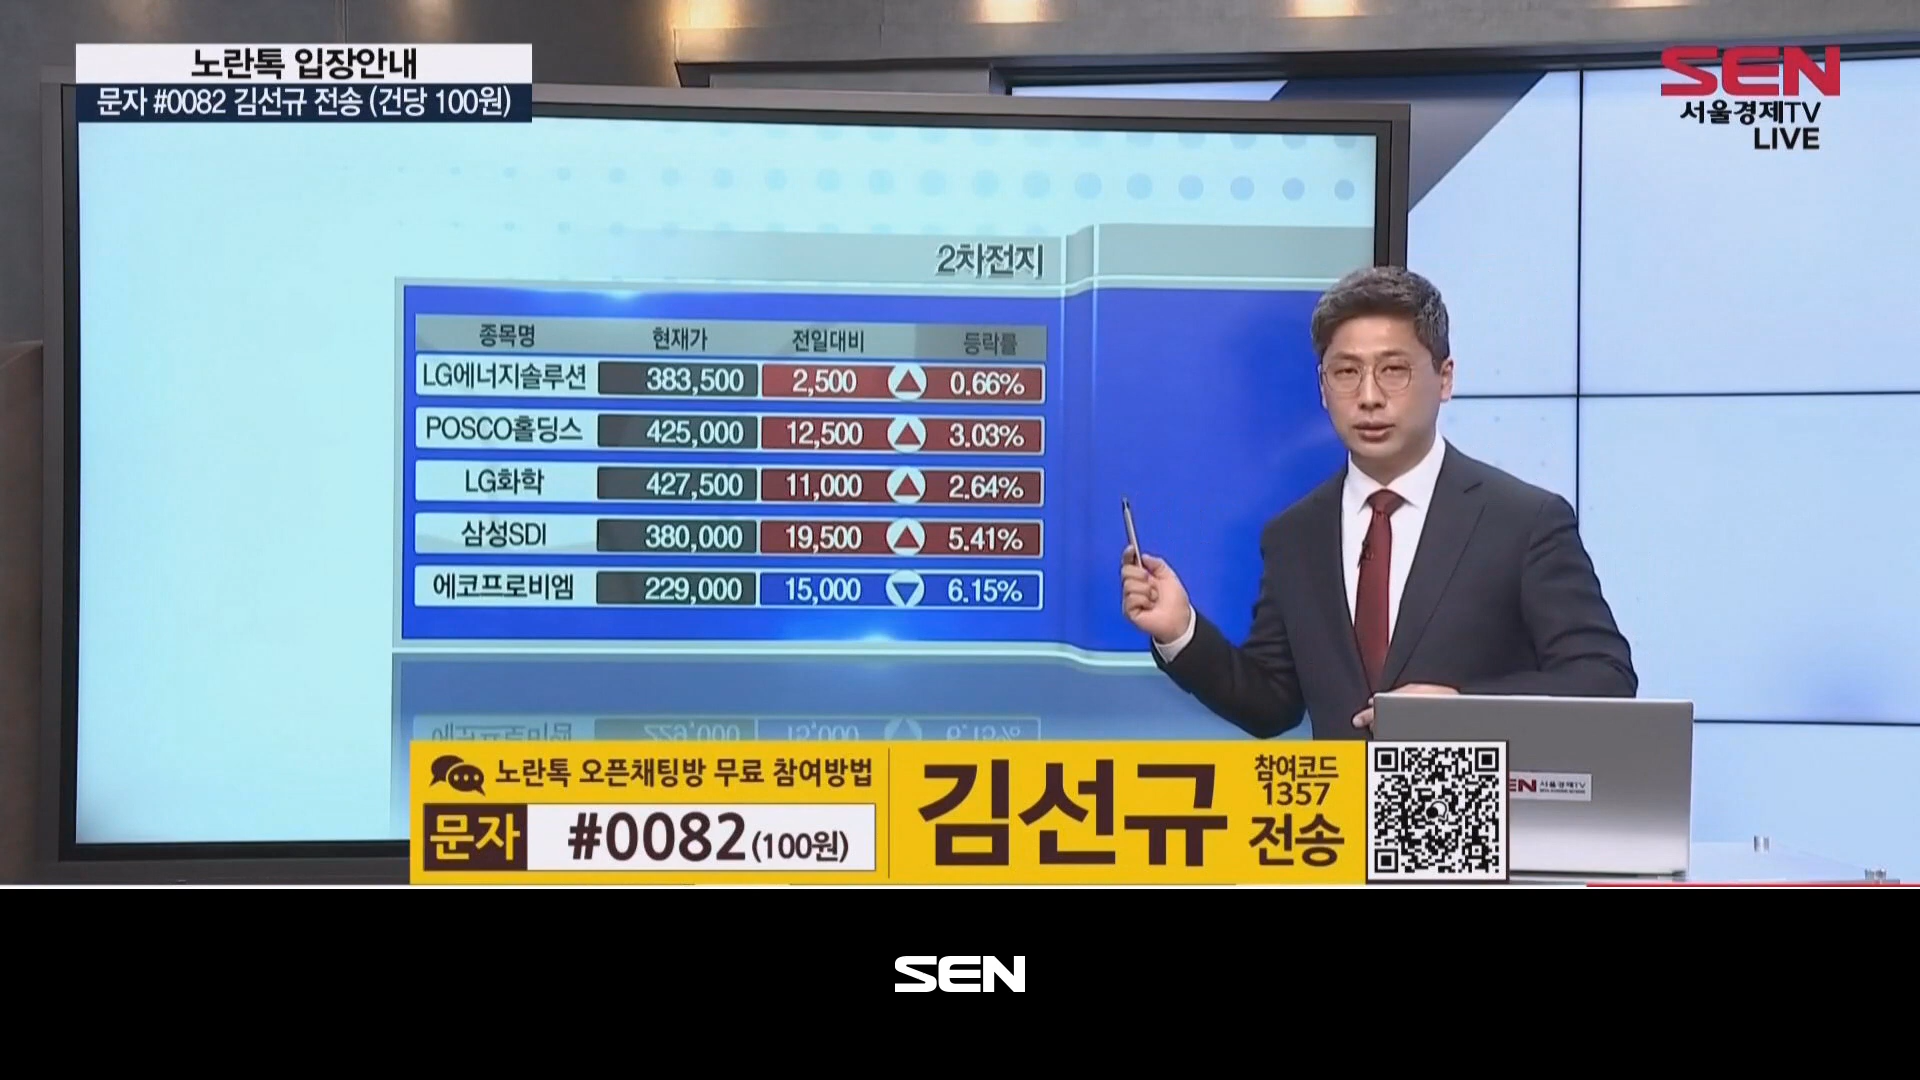 노란톡 입장안내
문자 #0082 김선규 전송 (건당 100원)
SEN
서울경제TV
LIVE
2차전지
종목명 현재가 전일대비 등락률
LG에너지솔루션 383,500 2,500 ▲ 0.66%
POSCO홀딩스 425,000 12,500 ▲ 3.03%
LG화학 427,500 11,000 ▲ 2.64%
삼성SDI 380,000 19,500 ▲ 5.41%
에코프로비엠 229,000 15,000 ▼ 6.15%
노란톡 오픈채팅방 무료 참여방법
문자 #0082 (100원)
김선규
참여코드
1357
전송
EN 서울경제TV
SEN